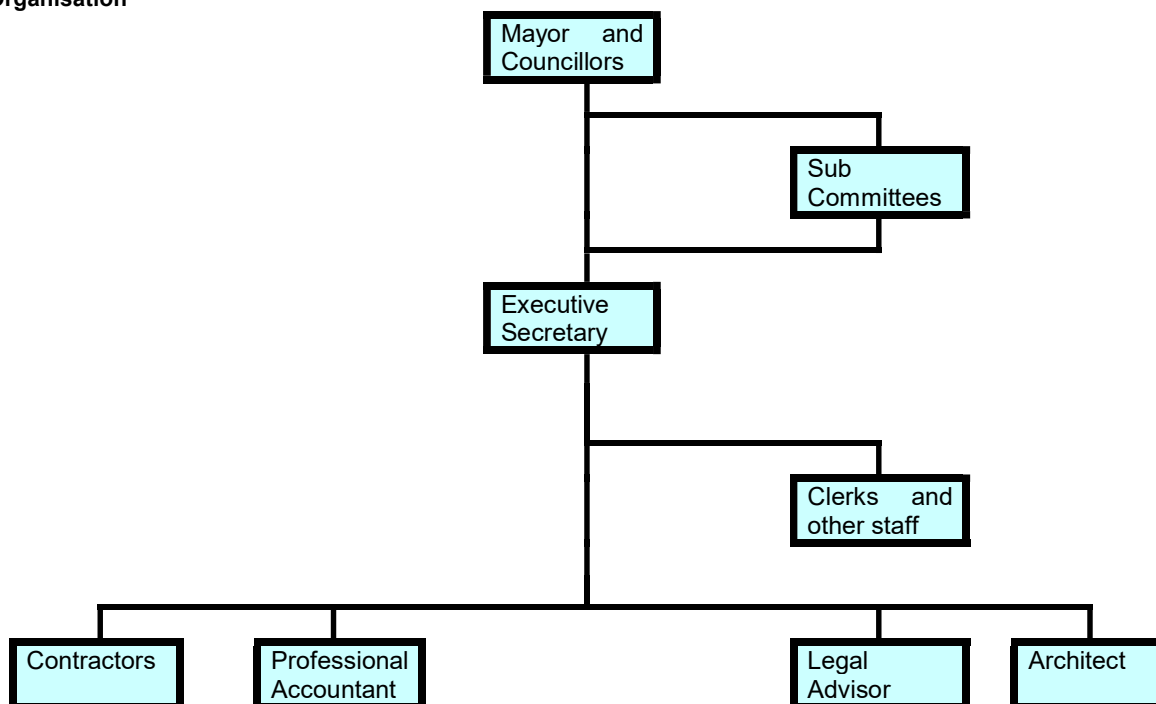 Organisation
Mayor and
Councillors
Sub
Committees
Executive
Secretary
Clerks and
other staff
Contractors
Professional
Accountant
Legal
Advisor
Architect